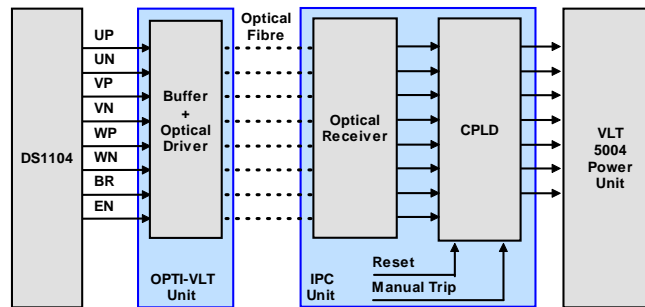 DS1104
UP
UN
VP
VN
WP
WN
BR
EN
Buffer
+
Optical
Driver
OPTI-VLT
Unit
Optical
Fibre
Optical
Receiver
IPC
Unit
CPLD
Reset
Manual Trip
VLT
5004
Power
Unit